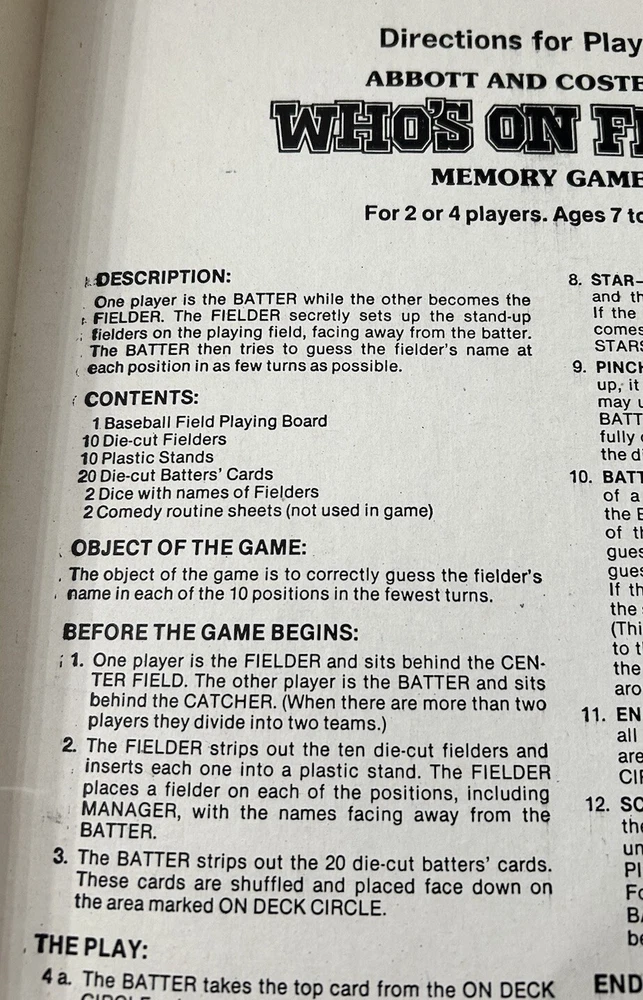 Directions for Play
ABBOTT AND COSTE
WHO'S ON FI
MEMORY GAME
For 2 or 4 players. Ages 7 to
DESCRIPTION:
One player is the BATTER while the other becomes the
FIELDER. The FIELDER secretly sets up the stand-up
fielders on the playing field, facing away from the batter.
The BATTER then tries to guess the fielder's name at
each position in as few turns as possible.
CONTENTS:
1 Baseball Field Playing Board
10 Die-cut Fielders
10 Plastic Stands
20 Die-cut Batters' Cards
2 Dice with names of Fielders
2 Comedy routine sheets (not used in game)
OBJECT OF THE GAME:
The object of the game is to correctly guess the fielder's
name in each of the 10 positions in the fewest turns.
BEFORE THE GAME BEGINS:
1. One player is the FIELDER and sits behind the CEN-
TER FIELD. The other player is the BATTER and sits
behind the CATCHER. (When there are more than two
players they divide into two teams.)
2. The FIELDER strips out the ten die-cut fielders and
inserts each one into a plastic stand. The FIELDER
places a fielder on each of the positions, including
MANAGER, with the names facing away from the
BATTER.
3. The BATTER strips out the 20 die-cut batters' cards.
These cards are shuffled and placed face down on
the area marked ON DECK CIRCLE.
THE PLAY:
4 a. The BATTER takes the top card from the ON DECK
8. STAR-
and th
If the
comes
STARS
9. PINCH
up, it
may u
BATT
fully
the d
10. BATT
of a
the B
of th
gues
gues
If th
the
(Thi
to t
the
aro
11. EN
all
are
CIF
12. SC
the
un
Pl
Fo
BA
be
END